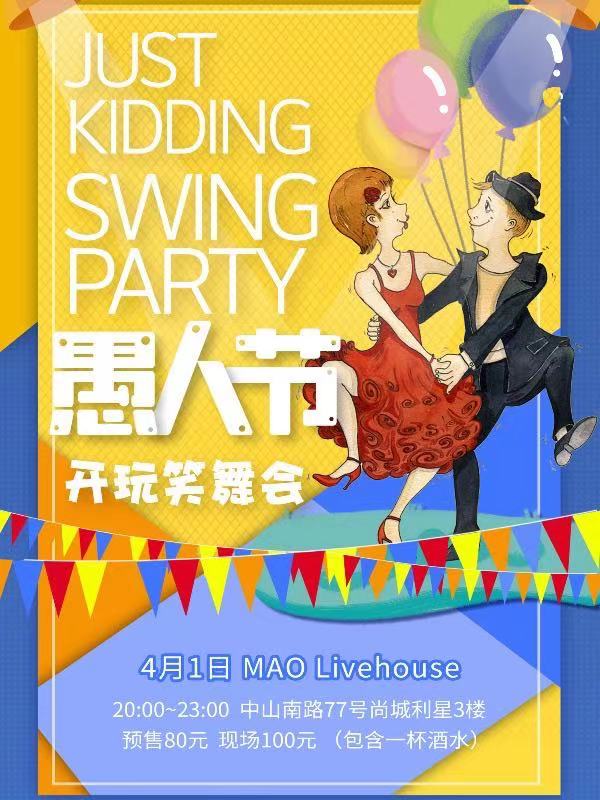 JUST
KIDDING
SWING
PARTY
愚人节
开玩笑舞会
4月1日 MAO Livehouse
20:00~23:00 中山南路77号尚城利星3楼
预售80元 现场100元 （包含一杯酒水）